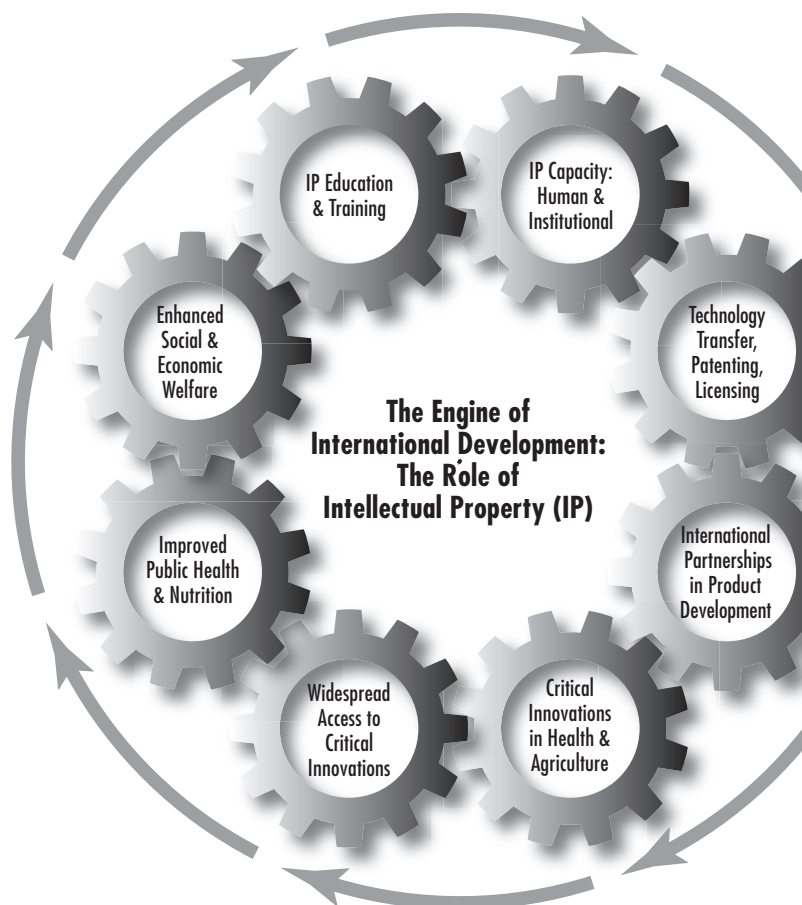 IP Education
& Training
IP Capacity:
Human &
Institutional
Enhanced
Social &
Economic
Welfare
Technology
Transfer,
Patenting,
Licensing
The Engine of
International Development:
The Role of
Intellectual Property (IP)
Improved
Public Health
& Nutrition
International
Partnerships
in Product
Development
Widespread
Access to
Critical
Innovations
Critical
Innovations
in Health &
Agriculture